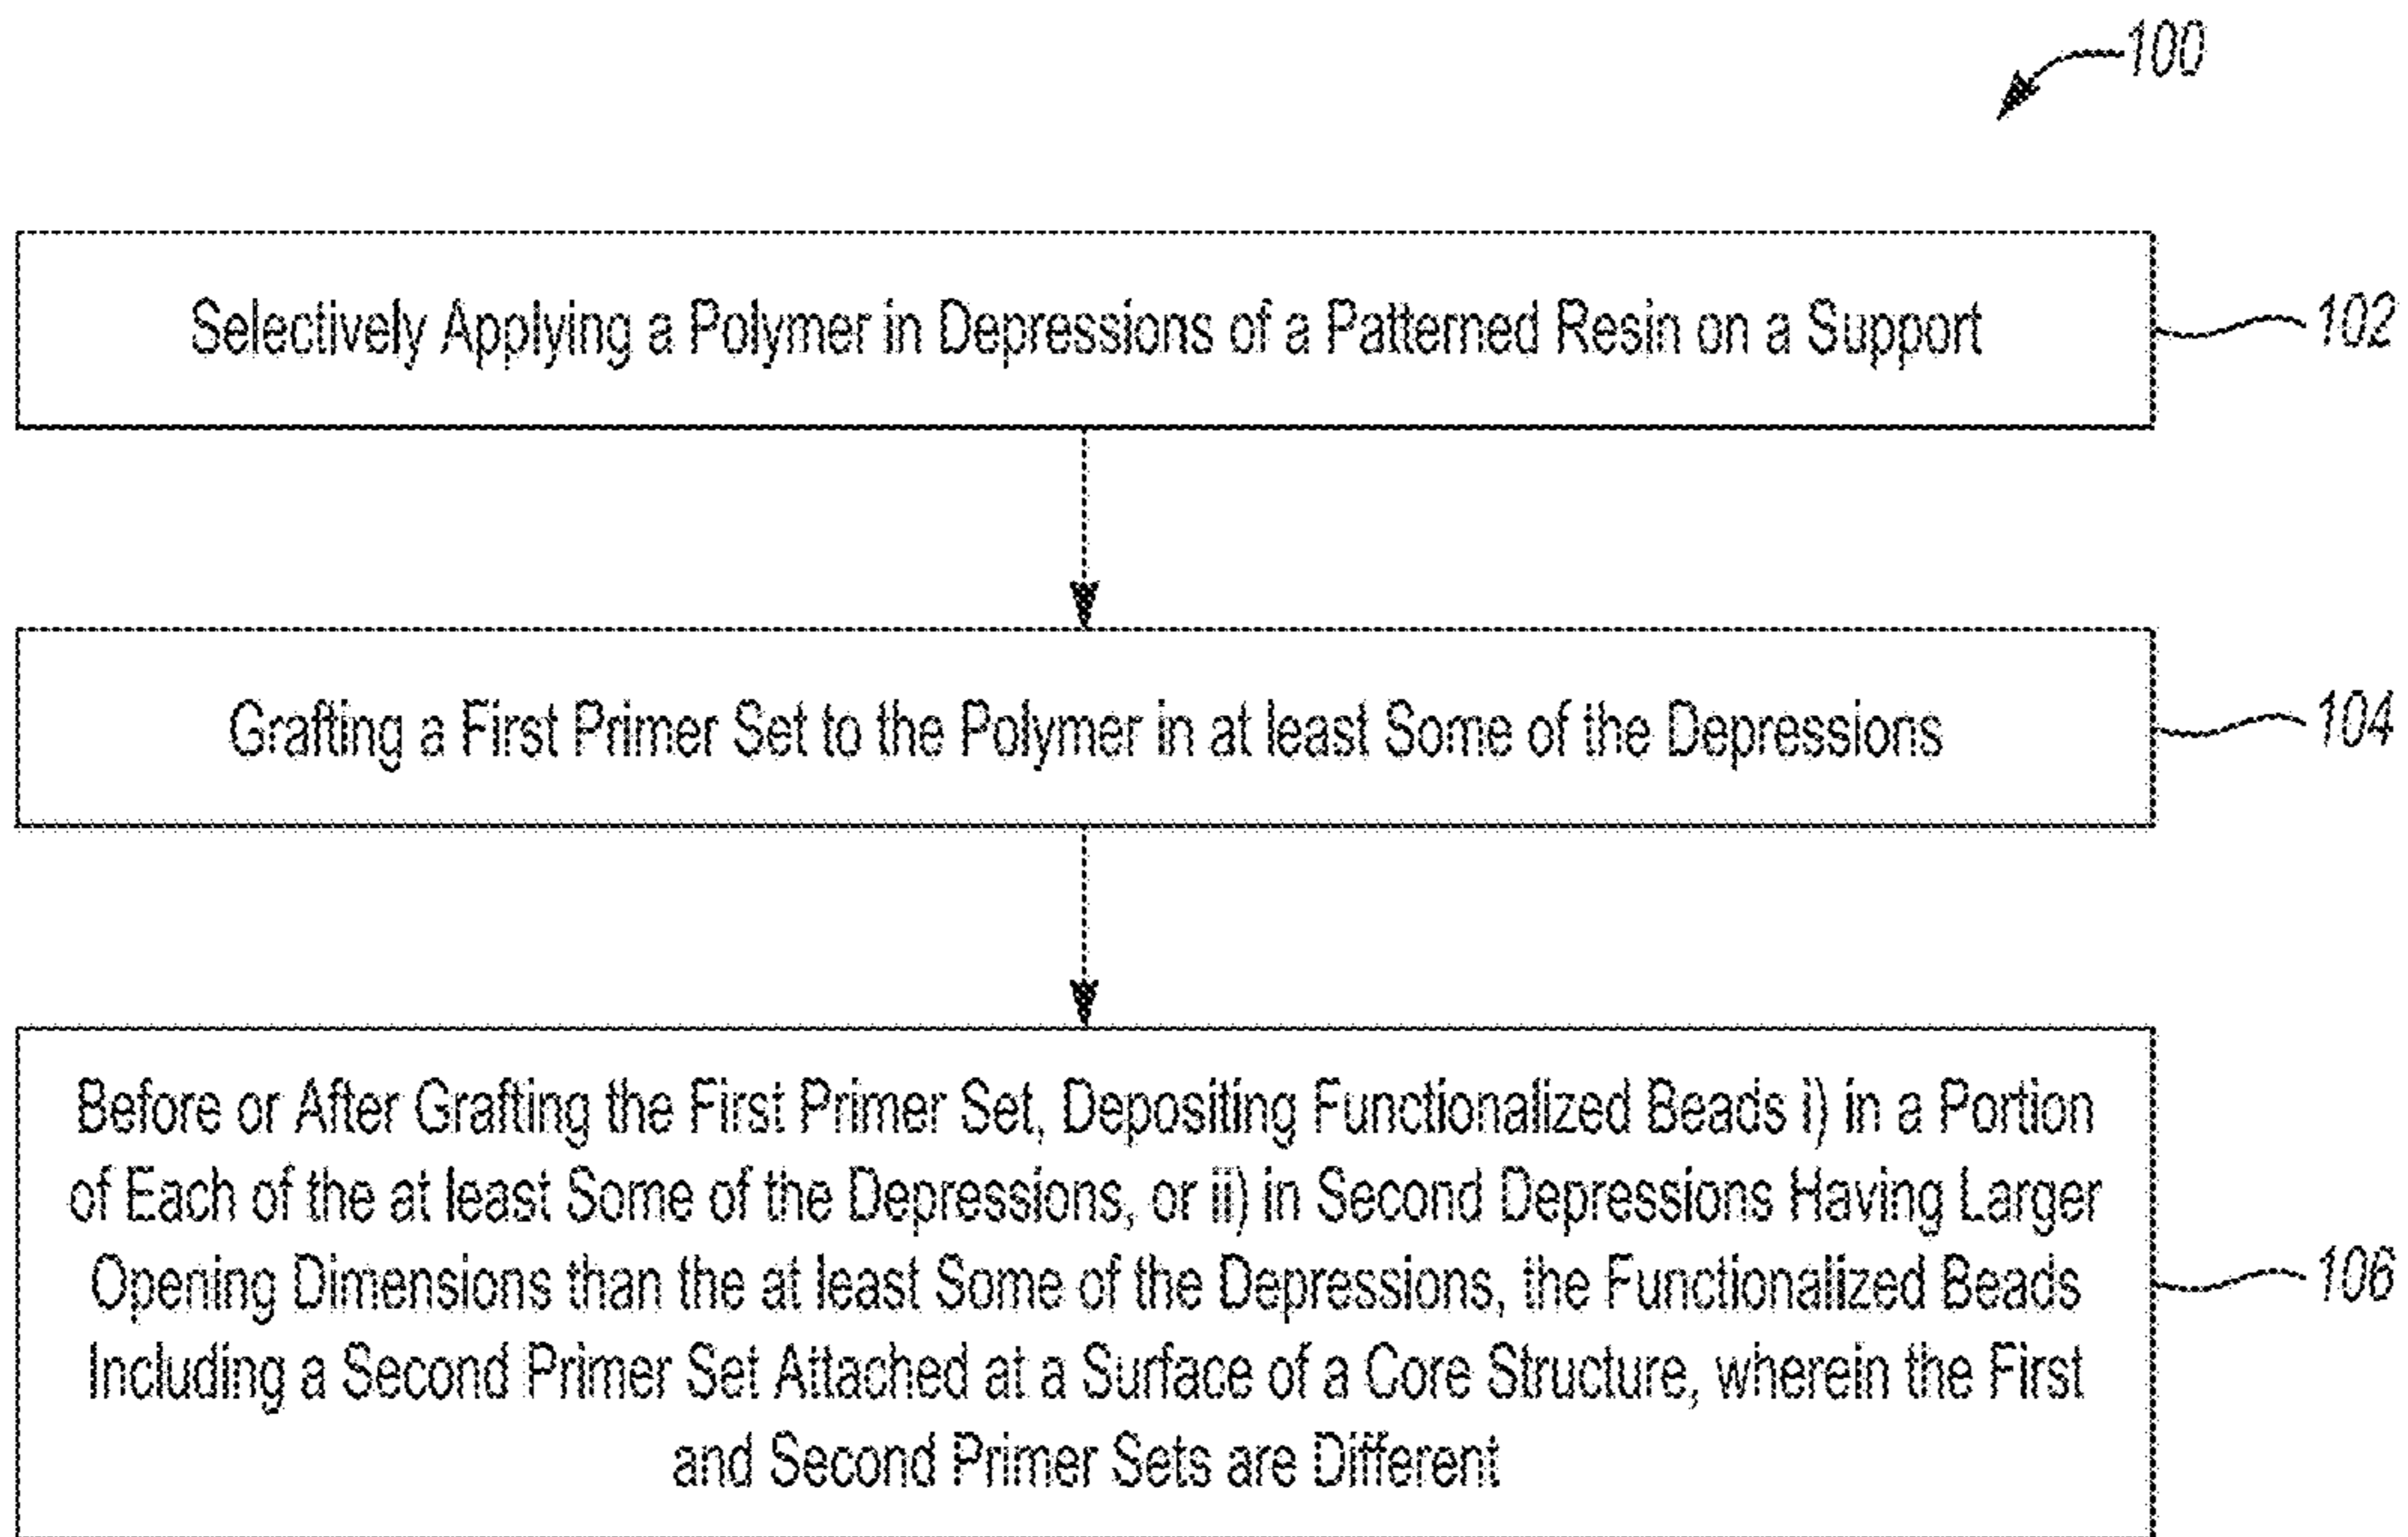 100
Selectively Applying a Polymer in Depressions of a Patterned Resin on a Support
102
Grafting a First Primer Set to the Polymer in at least Some of the Depressions
104
Before or After Grafting the First Primer Set, Depositing Functionalized Beads i) in a Portion
of Each of the at least Some of the Depressions, or ii) in Second Depressions Having Larger
Opening Dimensions than the at least Some of the Depressions, the Functionalized Beads
Including a Second Primer Set Attached at a Surface of a Core Structure, wherein the First
and Second Primer Sets are Different
106